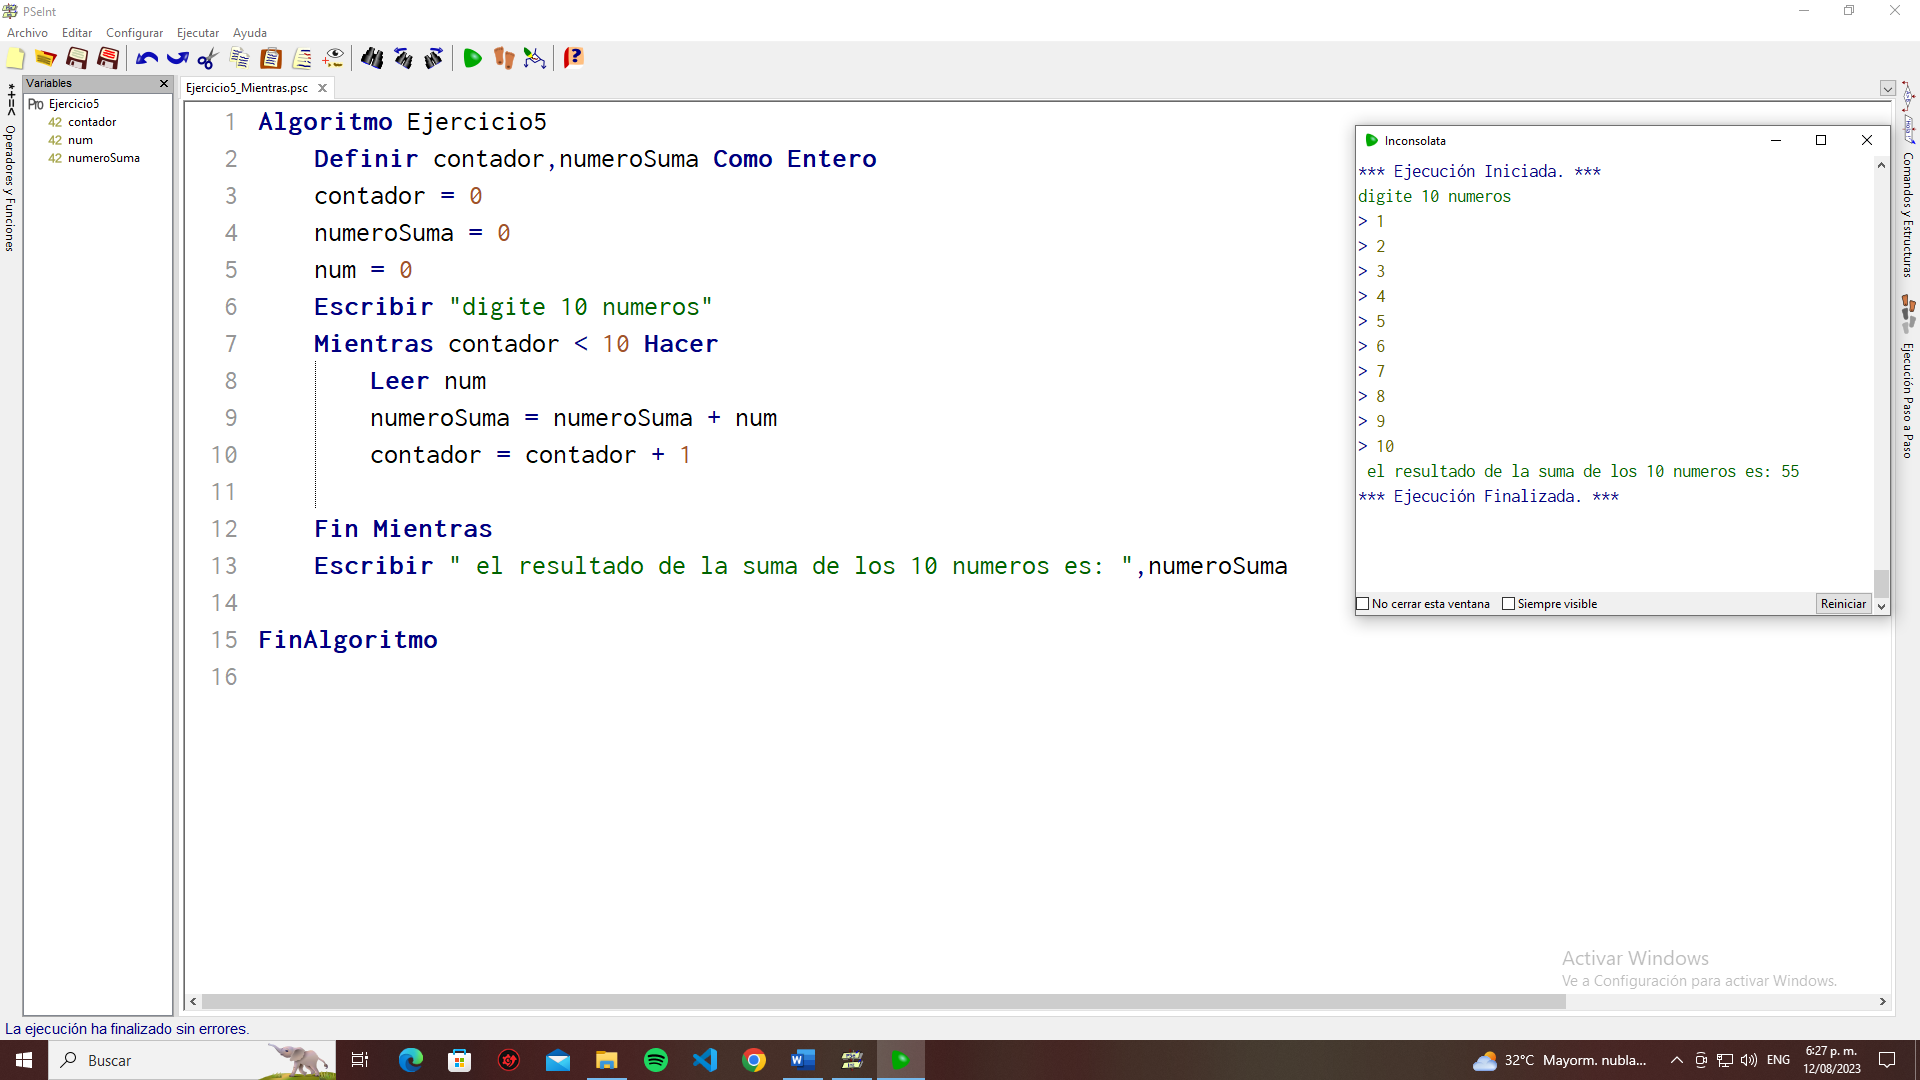 PSeInt
Archivo Editar Configurar Ejecutar Ayuda
Variables
Ejercicio5_Mientras.psc
Pro Ejercicio5
42 contador
42 num
42 numeroSuma
*+=< Operadores y Funciones
1 Algoritmo Ejercicio5
2 Definir contador,numeroSuma Como Entero
3 contador = 0
4 numeroSuma = 0
5 num = 0
6 Escribir "digite 10 numeros"
7 Mientras contador < 10 Hacer
8 Leer num
9 numeroSuma = numeroSuma + num
10 contador = contador + 1
11
12 Fin Mientras
13 Escribir " el resultado de la suma de los 10 numeros es: ",numeroSuma
14
15 FinAlgoritmo
16
Inconsolata
*** Ejecución Iniciada. ***
digite 10 numeros
> 1
> 2
> 3
> 4
> 5
> 6
> 7
> 8
> 9
> 10
el resultado de la suma de los 10 numeros es: 55
*** Ejecución Finalizada. ***
No cerrar esta ventana Siempre visible Reiniciar
Comandos y Estructuras
Ejecución Paso a Paso
Activar Windows
Ve a Configuración para activar Windows.
La ejecución ha finalizado sin errores.
Buscar
32°C Mayorm. nubla...
ENG
6:27 p. m.
12/08/2023